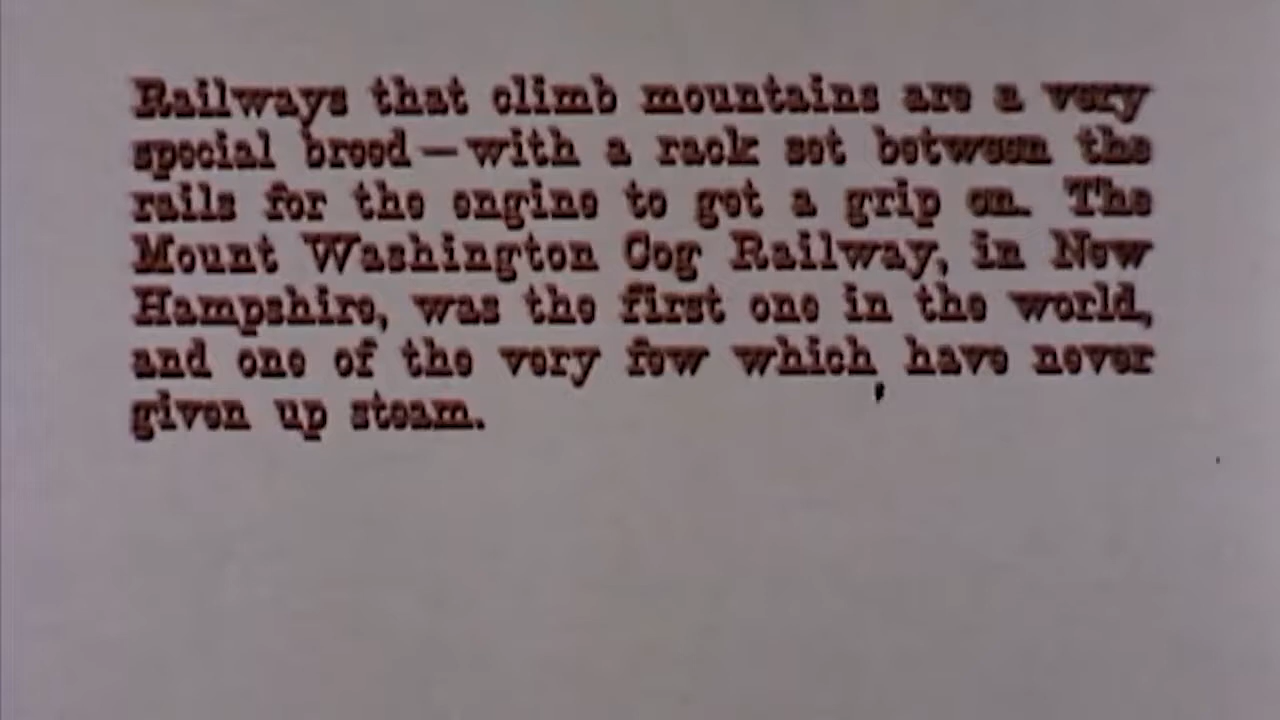 Railways that climb mountains are a very
special breed — with a rack set between the
rails for the engine to get a grip on. The
Mount Washington Cog Railway, in New
Hampshire, was the first one in the world,
and one of the very few which have never
given up steam.